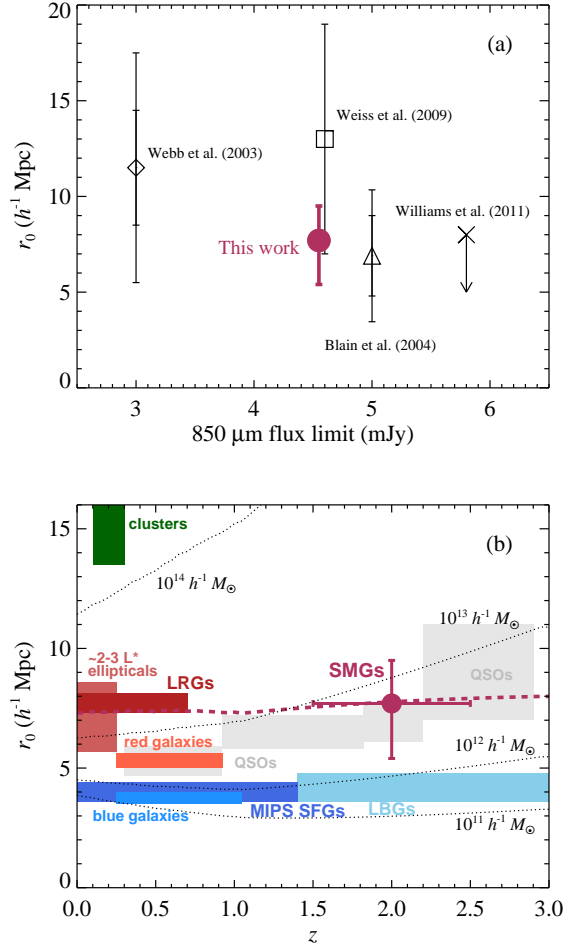 20
(a)
Weiss et al. (2009)
15
Webb et al. (2003)
r₀ (h⁻¹ Mpc)
10
Williams et al. (2011)
This work
5
Blain et al. (2004)
0
3 4 5 6
850 μm flux limit (mJy)
15
clusters
(b)
10¹⁴ h⁻¹ M☉
10¹³ h⁻¹ M☉
10
~2-3 L*
ellipticals
LRGs
SMGs
QSOs
r₀ (h⁻¹ Mpc)
red galaxies
QSOs
10¹² h⁻¹ M☉
5
blue galaxies
MIPS SFGs
LBGs
10¹¹ h⁻¹ M☉
0
0.0 0.5 1.0 1.5 2.0 2.5 3.0
z